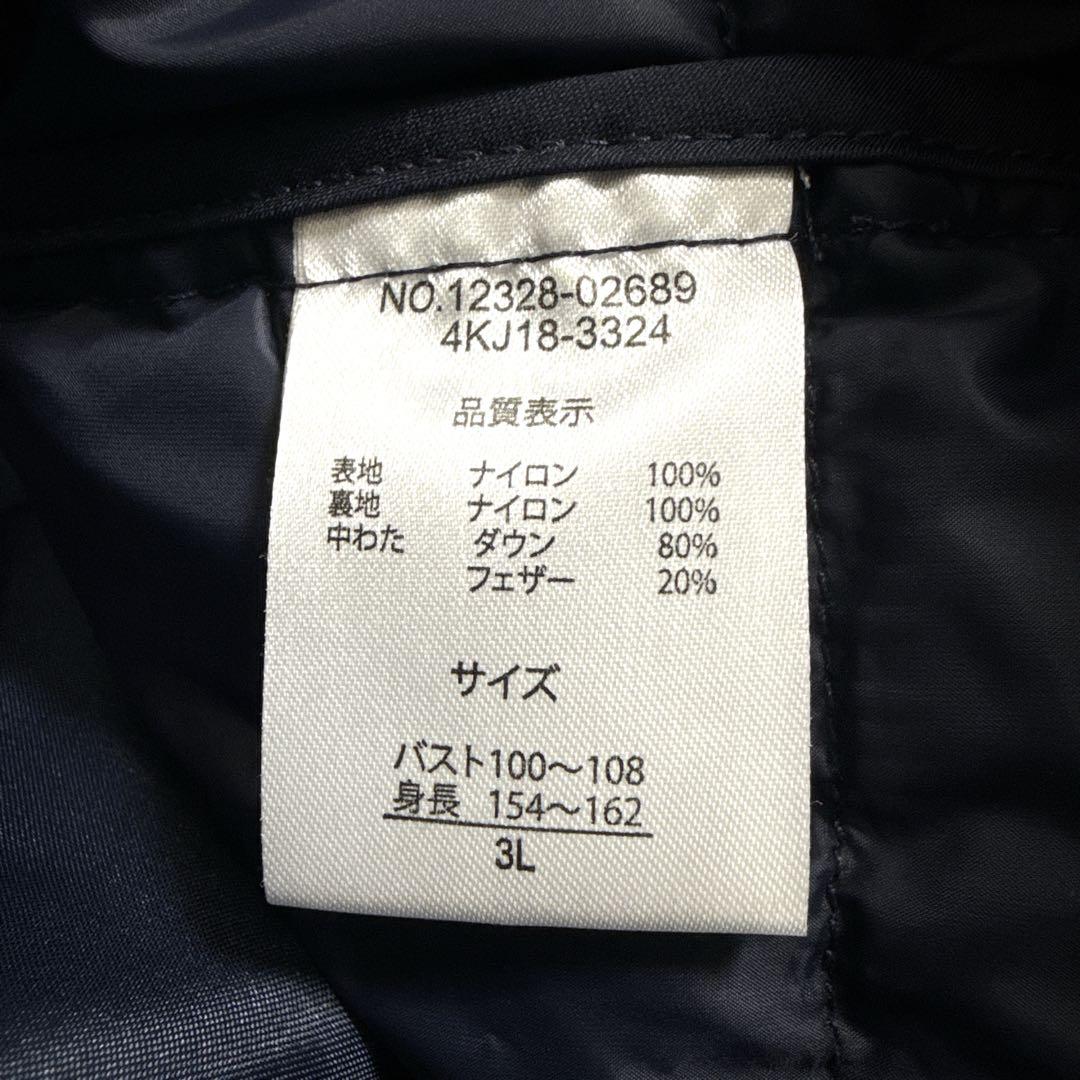 NO.12328-02689
4KJ18-3324
品質表示
表地 ナイロン 100%
裏地 ナイロン 100%
中わた ダウン 80%
フェザー 20%
サイズ
バスト100～108
身長 154～162
3L